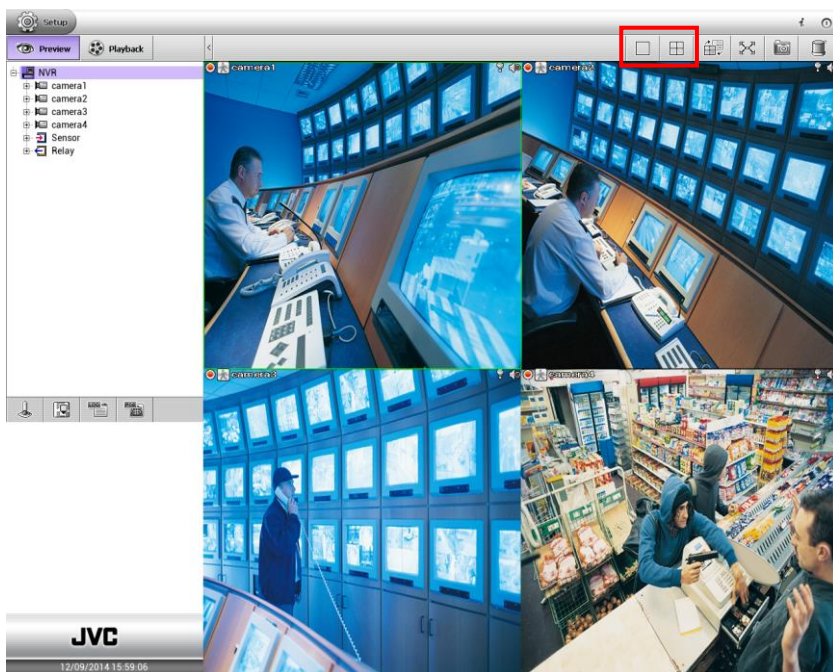 Setup
Preview Playback
camera1 camera2
NVR
camera1
camera2
camera3
camera4
Sensor
Relay
camera3 camera4
JVC
12/09/2014 15:59:06